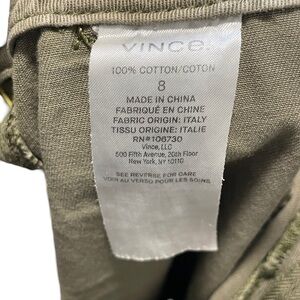 VINCE.
100% COTTON/COTON
8
MADE IN CHINA
FABRIQUÉ EN CHINE
FABRIC ORIGIN: ITALY
TISSU ORIGINE: ITALIE
RN#106730
Vince, LLC
500 Fifth Avenue, 20th Floor
New York, NY 10110
SEE REVERSE FOR CARE
VOIR AU VERSO POUR LES SOINS